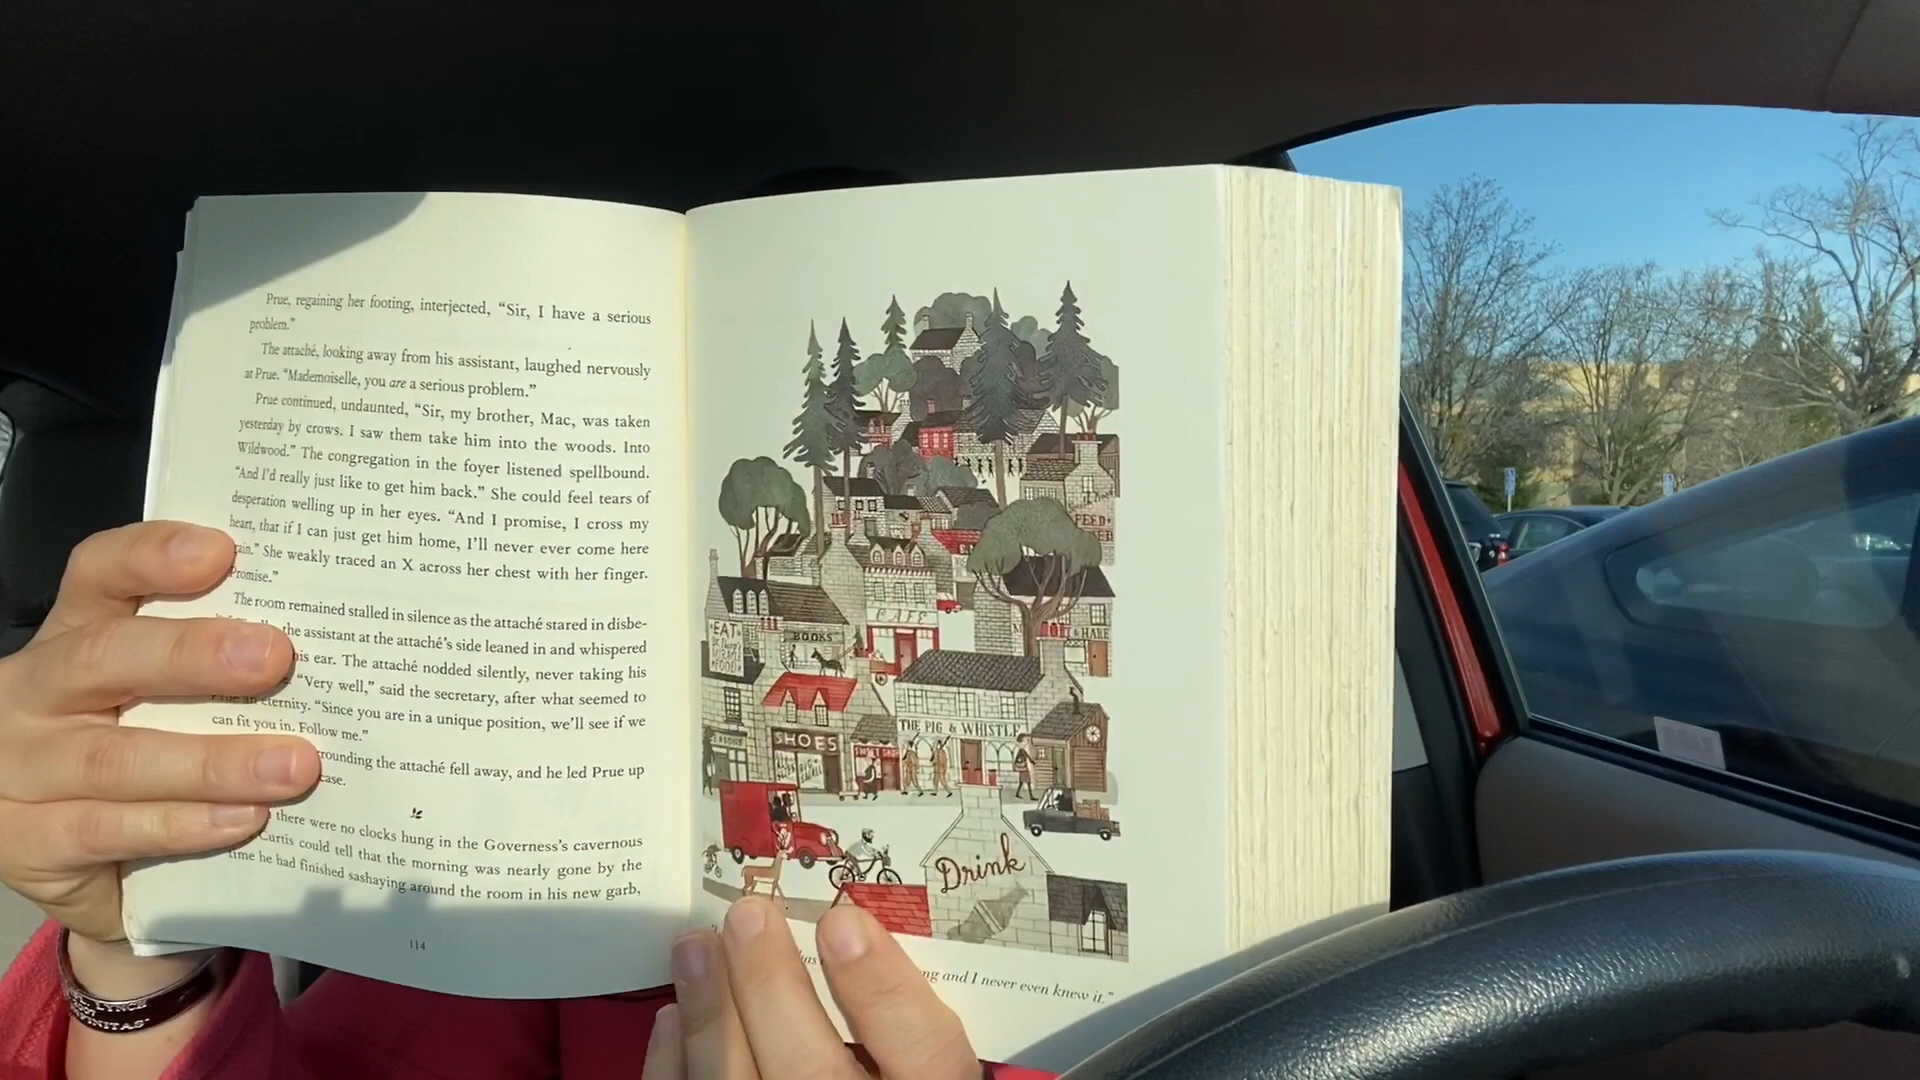 Prue, regaining her footing, interjected, “Sir, I have a serious
problem.”
The attaché, looking away from his assistant, laughed nervously
at Prue. “Mademoiselle, you are a serious problem.”
Prue continued, undaunted, “Sir, my brother, Mac, was taken
yesterday by crows. I saw them take him into the woods. Into
Wildwood.” The congregation in the foyer listened spellbound.
“And I’d really just like to get him back.” She could feel tears of
desperation welling up in her eyes. “And I promise, I cross my
heart, that if I can just get him home, I’ll never ever come here
She weakly traced an X across her chest with her finger.
Promise.”
The room remained stalled in silence as the attaché stared in disbe-
the assistant at the attaché’s side leaned in and whispered
his ear. The attaché nodded silently, never taking his
“Very well,” said the secretary, after what seemed to
an eternity. “Since you are in a unique position, we’ll see if we
can fit you in. Follow me.”
the attaché fell away, and he led Prue up
there were no clocks hung in the Governess’s cavernous
Curtis could tell that the morning was nearly gone by the
time he had finished sashaying around the room in his new garb,
114
FEED
CAFE
EAT
BOOKS
& HARE
FOOD
THE PIG & WHISTLE
SHOES
SWEET SHOP
Drink
and I never even knew it.”
LYNCH